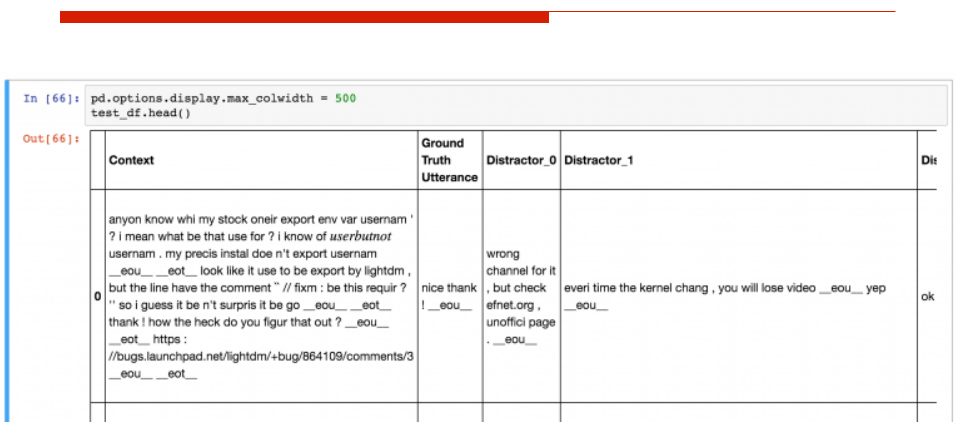 In [66]: pd.options.display.max_colwidth = 500
test_df.head()
Out[66]:
Context
Ground
Truth
Utterance
Distractor_0
Distractor_1
Dis
0
anyon know whi my stock oneir export env var usernam '
? i mean what be that use for ? i know of userbutnot
usernam . my precis instal doe n't export usernam
__eou__ __eot__ look like it use to be export by lightdm ,
but the line have the comment `` // fixm : be this requir ?
'' so i guess it be n't surpris it be go __eou__ __eot__
thank ! how the heck do you figur that out ? __eou__
__eot__ https :
//bugs.launchpad.net/lightdm/+bug/864109/comments/3
__eou__ __eot__
nice thank
! __eou__
wrong
channel for it
, but check
efnet.org ,
unoffici page
. __eou__
everi time the kernel chang , you will lose video __eou__ yep
__eou__
ok